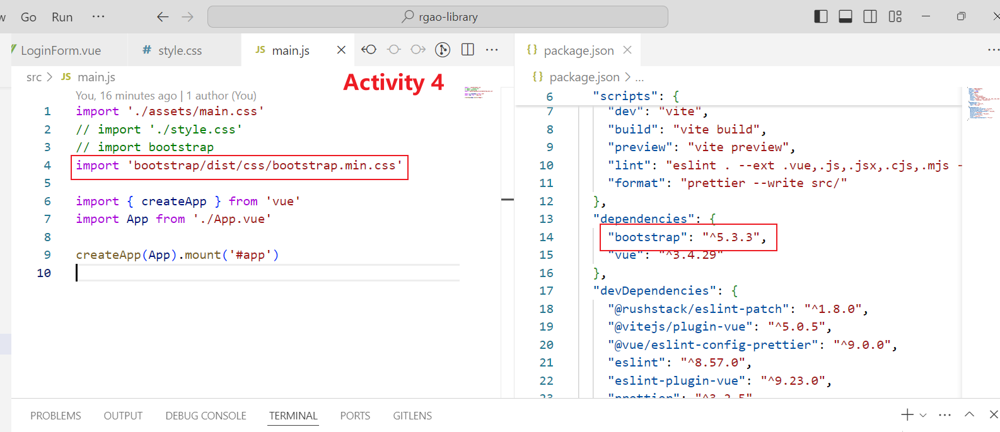 Go Run ···
rgao-library
LoginForm.vue
# style.css
JS main.js
{} package.json
src > JS main.js
Activity 4
{} package.json > ...
You, 16 minutes ago | 1 author (You)
1 import './assets/main.css'
2 // import './style.css'
3 // import bootstrap
4 import 'bootstrap/dist/css/bootstrap.min.css'
5
6 import { createApp } from 'vue'
7 import App from './App.vue'
8
9 createApp(App).mount('#app')
10
6 "scripts": {
7 "dev": "vite",
8 "build": "vite build",
9 "preview": "vite preview",
10 "lint": "eslint . --ext .vue,.js,.jsx,.cjs,.mjs -
11 "format": "prettier --write src/"
12 },
13 "dependencies": {
14 "bootstrap": "^5.3.3",
15 "vue": "^3.4.29"
16 },
17 "devDependencies": {
18 "@rushstack/eslint-patch": "^1.8.0",
19 "@vitejs/plugin-vue": "^5.0.5",
20 "@vue/eslint-config-prettier": "^9.0.0",
21 "eslint": "^8.57.0",
22 "eslint-plugin-vue": "^9.23.0",
23 "prettier": "^3.2.5"
PROBLEMS OUTPUT DEBUG CONSOLE TERMINAL PORTS GITLENS